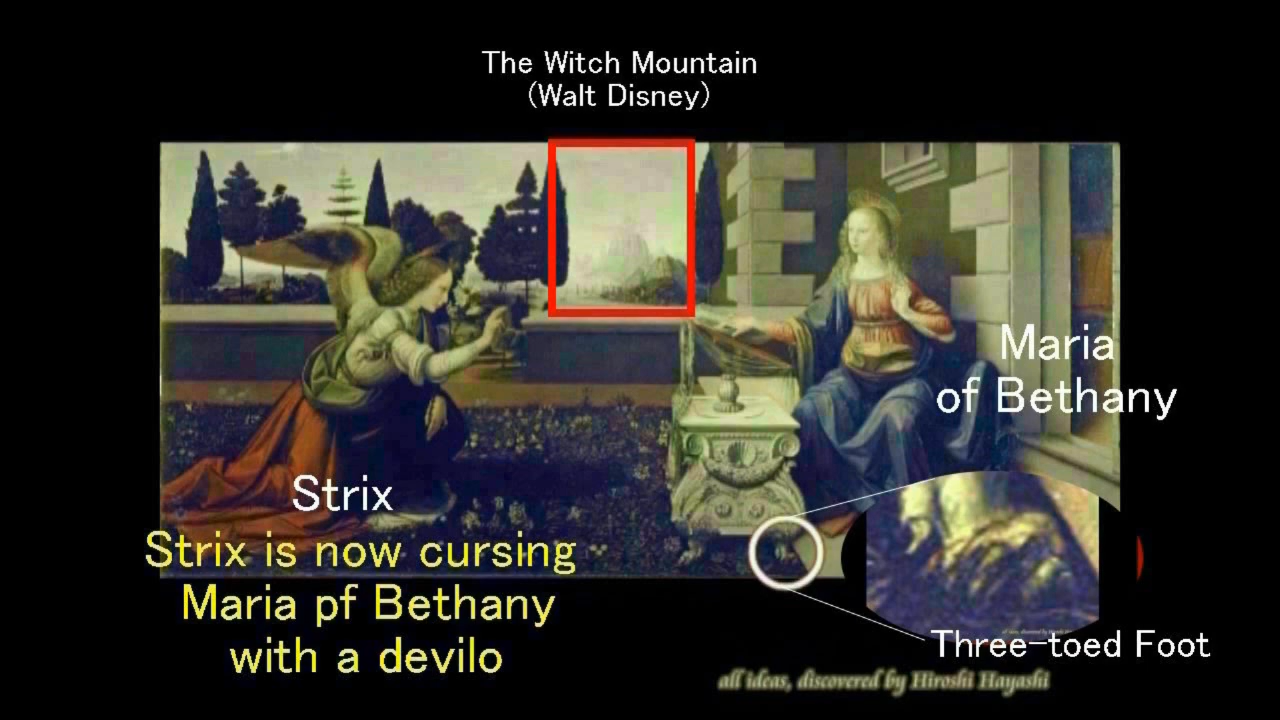 The Witch Mountain
(Walt Disney)
Maria
of Bethany
Strix
Strix is now cursing
Maria pf Bethany
with a devilo
Three-toed Foot
all ideas, discovered by Hiroshi Hayashi